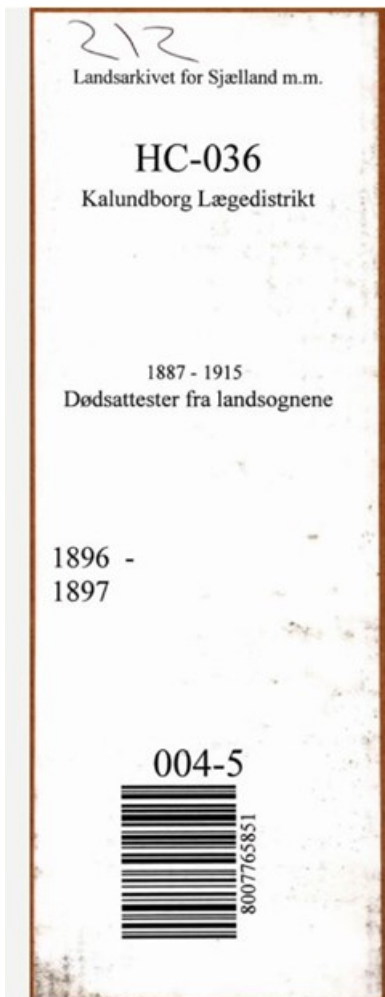 212
Landsarkivet for Sjælland m.m.
HC-036
Kalundborg Lægedistrikt
1887 - 1915
Dødsattester fra landsognene
1896 -
1897
004-5
8007765851